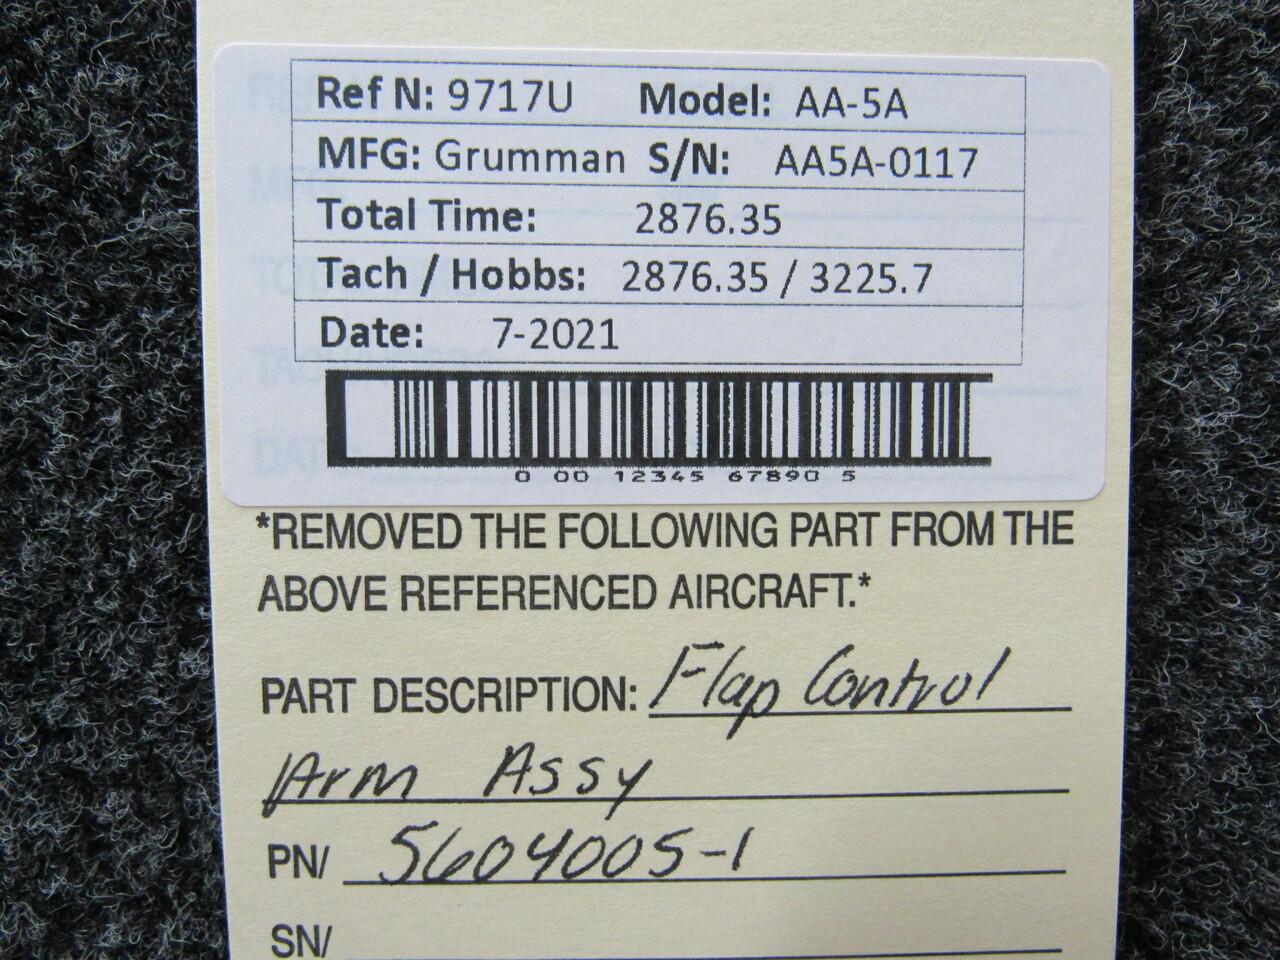 Ref N: 9717U Model: AA-5A
MFG: Grumman S/N: AA5A-0117
Total Time: 2876.35
Tach / Hobbs: 2876.35 / 3225.7
Date: 7-2021
0 00 12345 67890 5
*REMOVED THE FOLLOWING PART FROM THE
ABOVE REFERENCED AIRCRAFT.*
PART DESCRIPTION: Flap Control
Arm Assy
PN/ 5604005-1
SN/